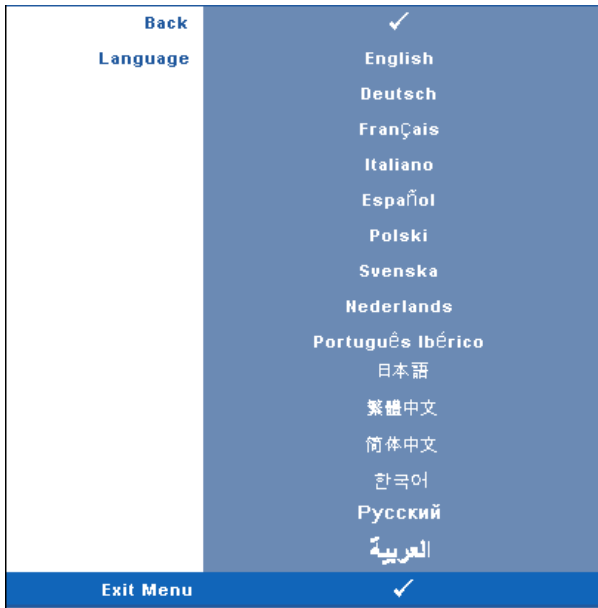 Back ✓
Language English
Deutsch
FranÇais
Italiano
EspaÑol
Polski
Svenska
Nederlands
PortuguÊs IbÉrico
日本語
繁體中文
简体中文
한국어
Русский
العربية
Exit Menu ✓